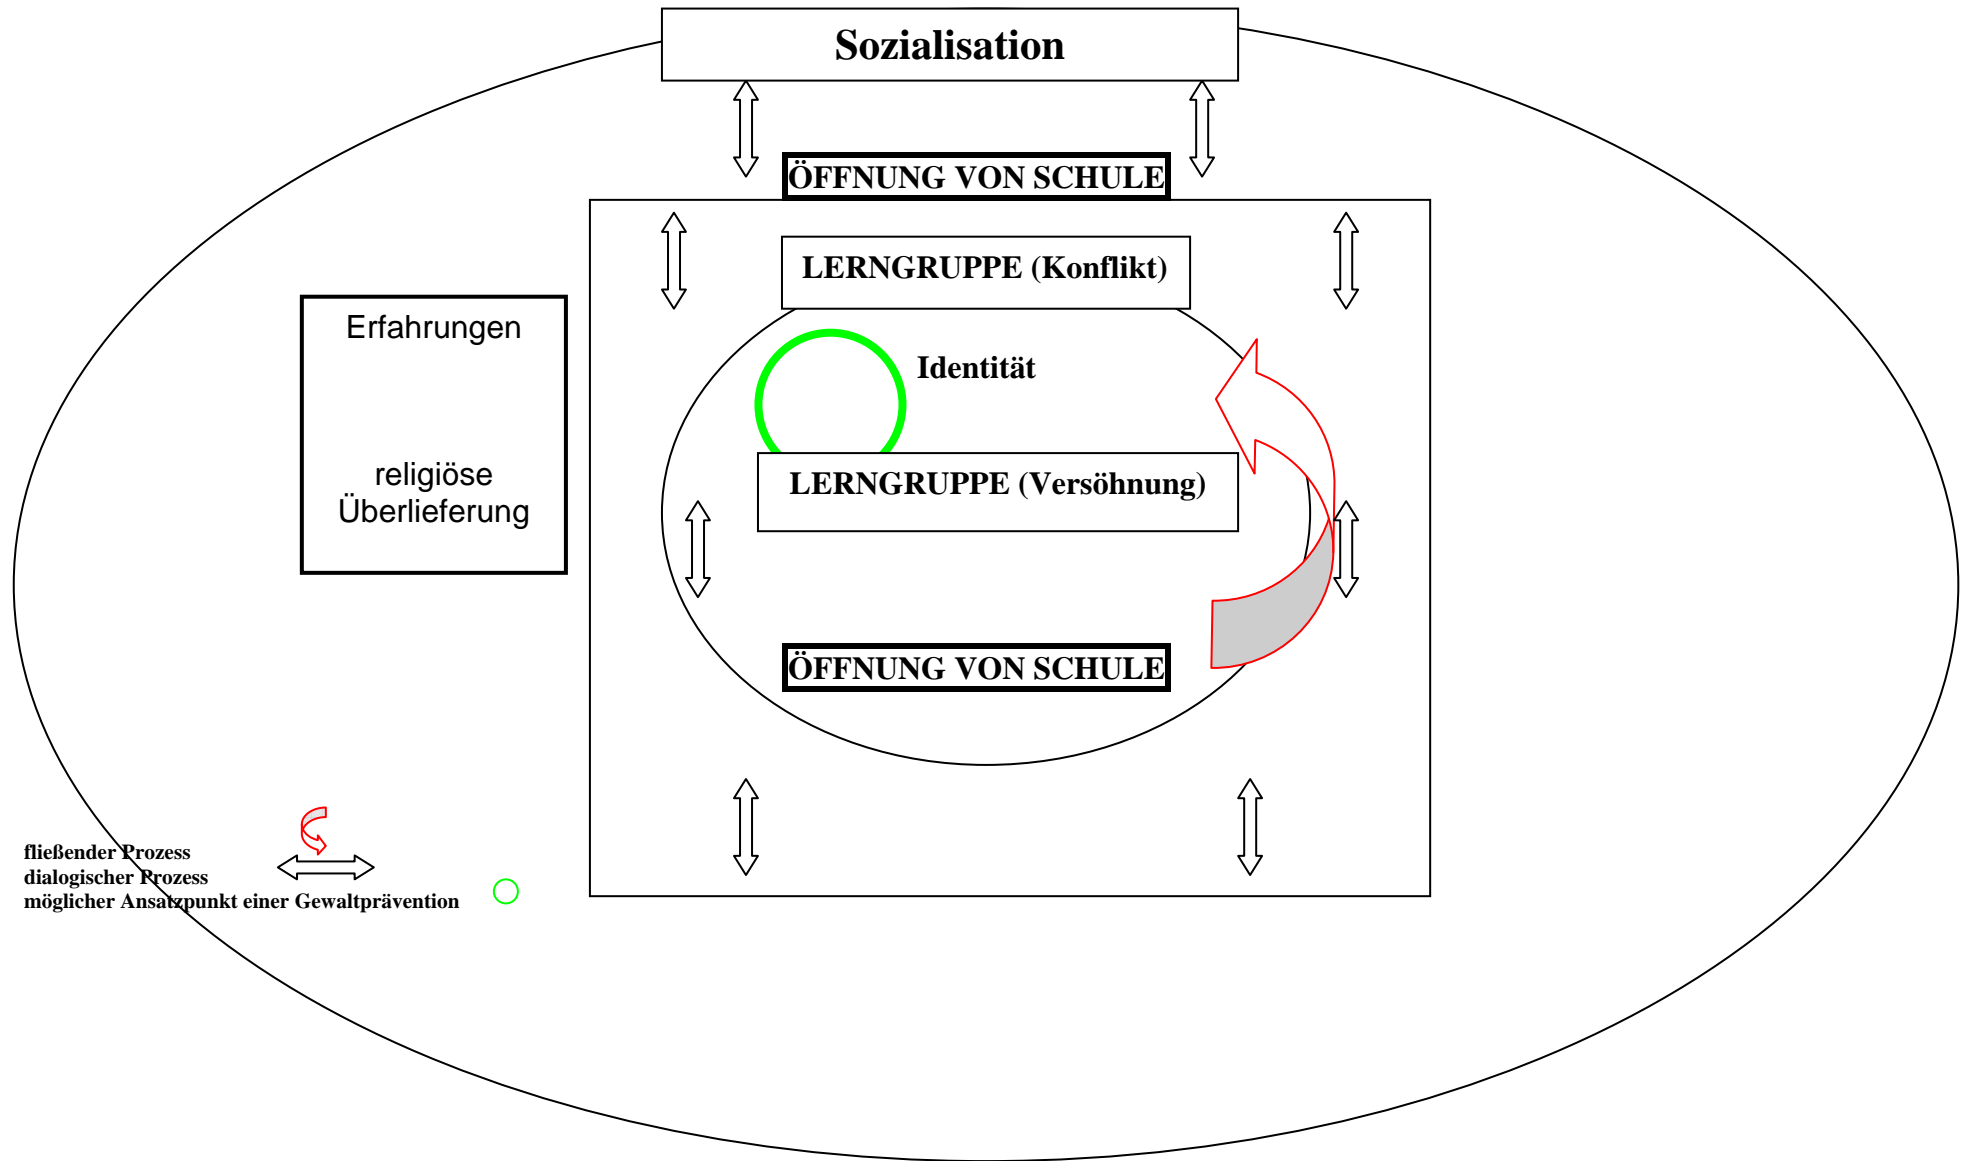 Sozialisation
ÖFFNUNG VON SCHULE
LERNGRUPPE (Konflikt)
Erfahrungen
religiöse
Überlieferung
Identität
LERNGRUPPE (Versöhnung)
ÖFFNUNG VON SCHULE
fließender Prozess
dialogischer Prozess
möglicher Ansatzpunkt einer Gewaltprävention